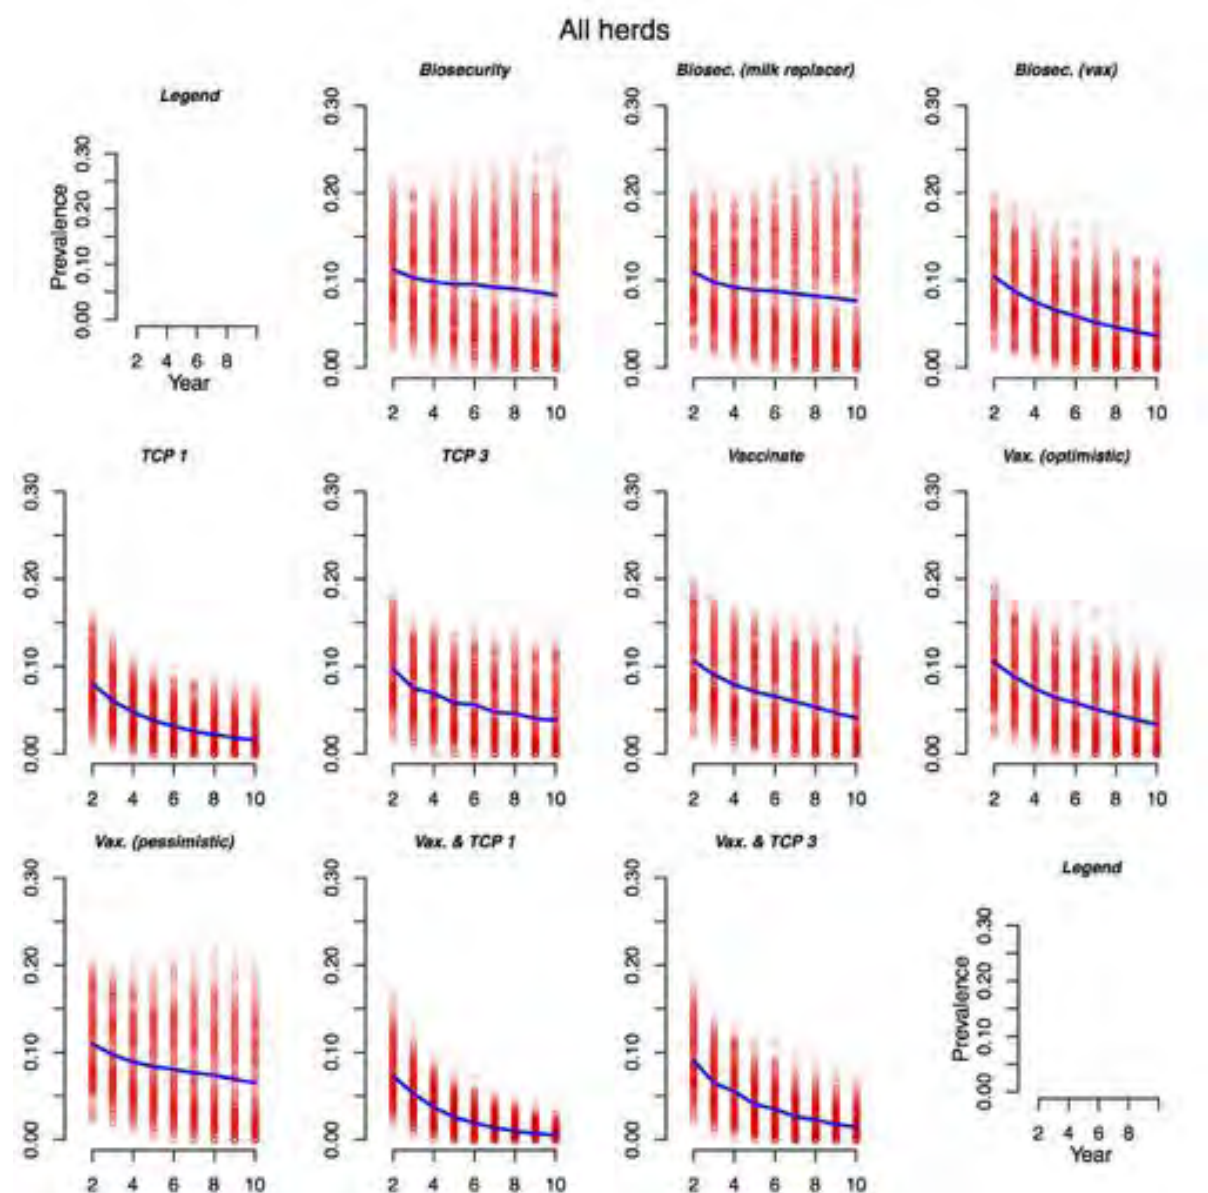 All herds
Legend
Prevalence
0.00 0.10 0.20 0.30
2 4 6 8
Year
Biosecurity
0.00 0.10 0.20 0.30
2 4 6 8 10
Biosec. (milk replacer)
0.00 0.10 0.20 0.30
2 4 6 8 10
Biosec. (vax)
0.00 0.10 0.20 0.30
2 4 6 8 10
TCP 1
0.00 0.10 0.20 0.30
2 4 6 8 10
TCP 3
0.00 0.10 0.20 0.30
2 4 6 8 10
Vaccinate
0.00 0.10 0.20 0.30
2 4 6 8 10
Vax. (optimistic)
0.00 0.10 0.20 0.30
2 4 6 8 10
Vax. (pessimistic)
0.00 0.10 0.20 0.30
2 4 6 8 10
Vax. & TCP 1
0.00 0.10 0.20 0.30
2 4 6 8 10
Vax. & TCP 3
0.00 0.10 0.20 0.30
2 4 6 8 10
Legend
Prevalence
0.00 0.10 0.20 0.30
2 4 6 8
Year